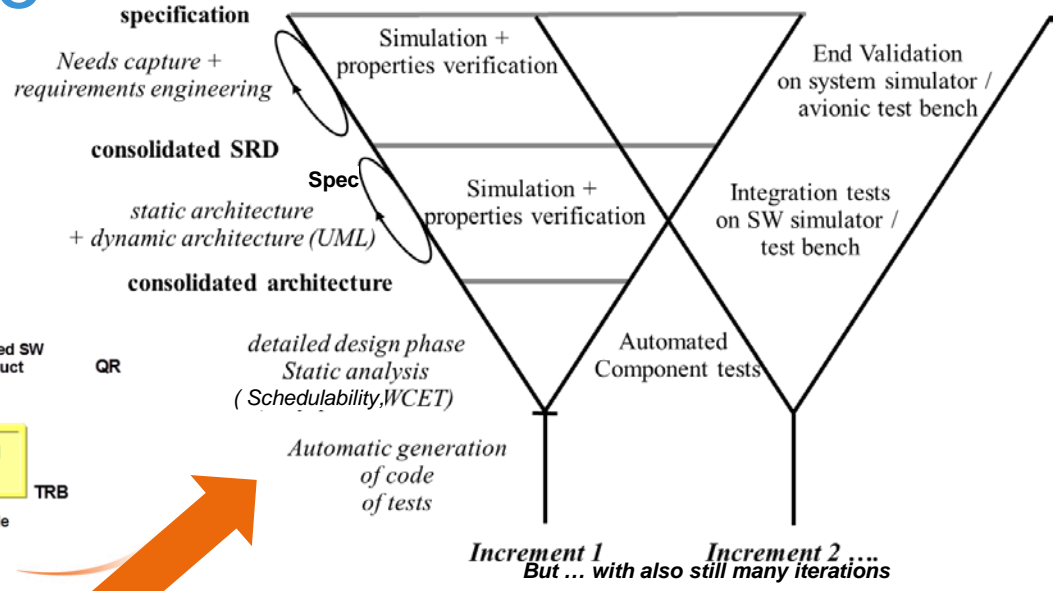 specification
Needs capture +
requirements engineering
Simulation +
properties verification
End Validation
on system simulator /
avionic test bench
consolidated SRD
Spec
static architecture
+ dynamic architecture (UML)
Simulation +
properties verification
Integration tests
on SW simulator /
test bench
consolidated architecture
ed SW
uct
QR
detailed design phase
Static analysis
( Schedulability,WCET)
Automated
Component tests
Automatic generation
of code
of tests
TRB
e
Increment 1
Increment 2 ....
But ... with also still many iterations